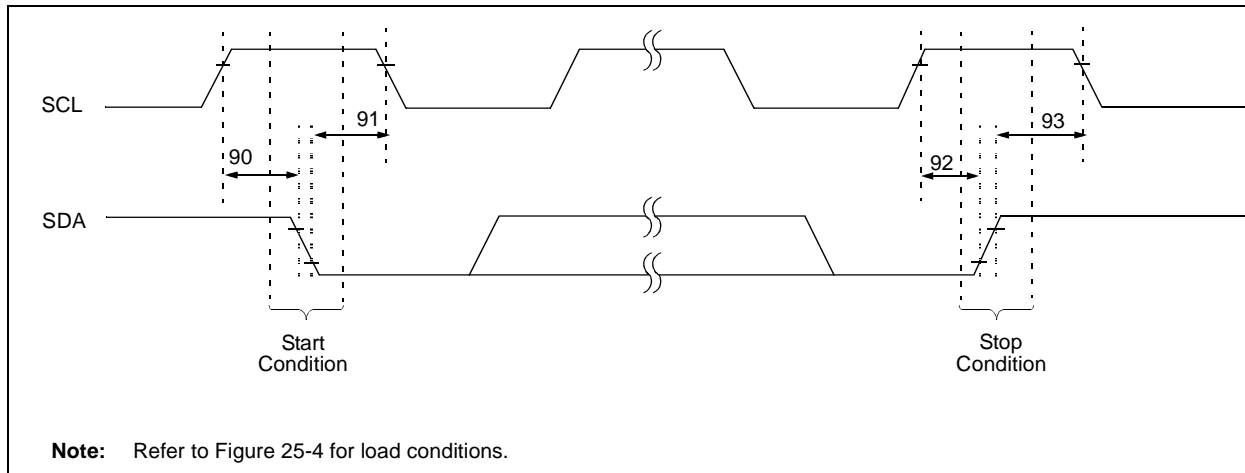 SCL
91
93
90
92
SDA
Start
Condition
Stop
Condition
Note: Refer to Figure 25-4 for load conditions.